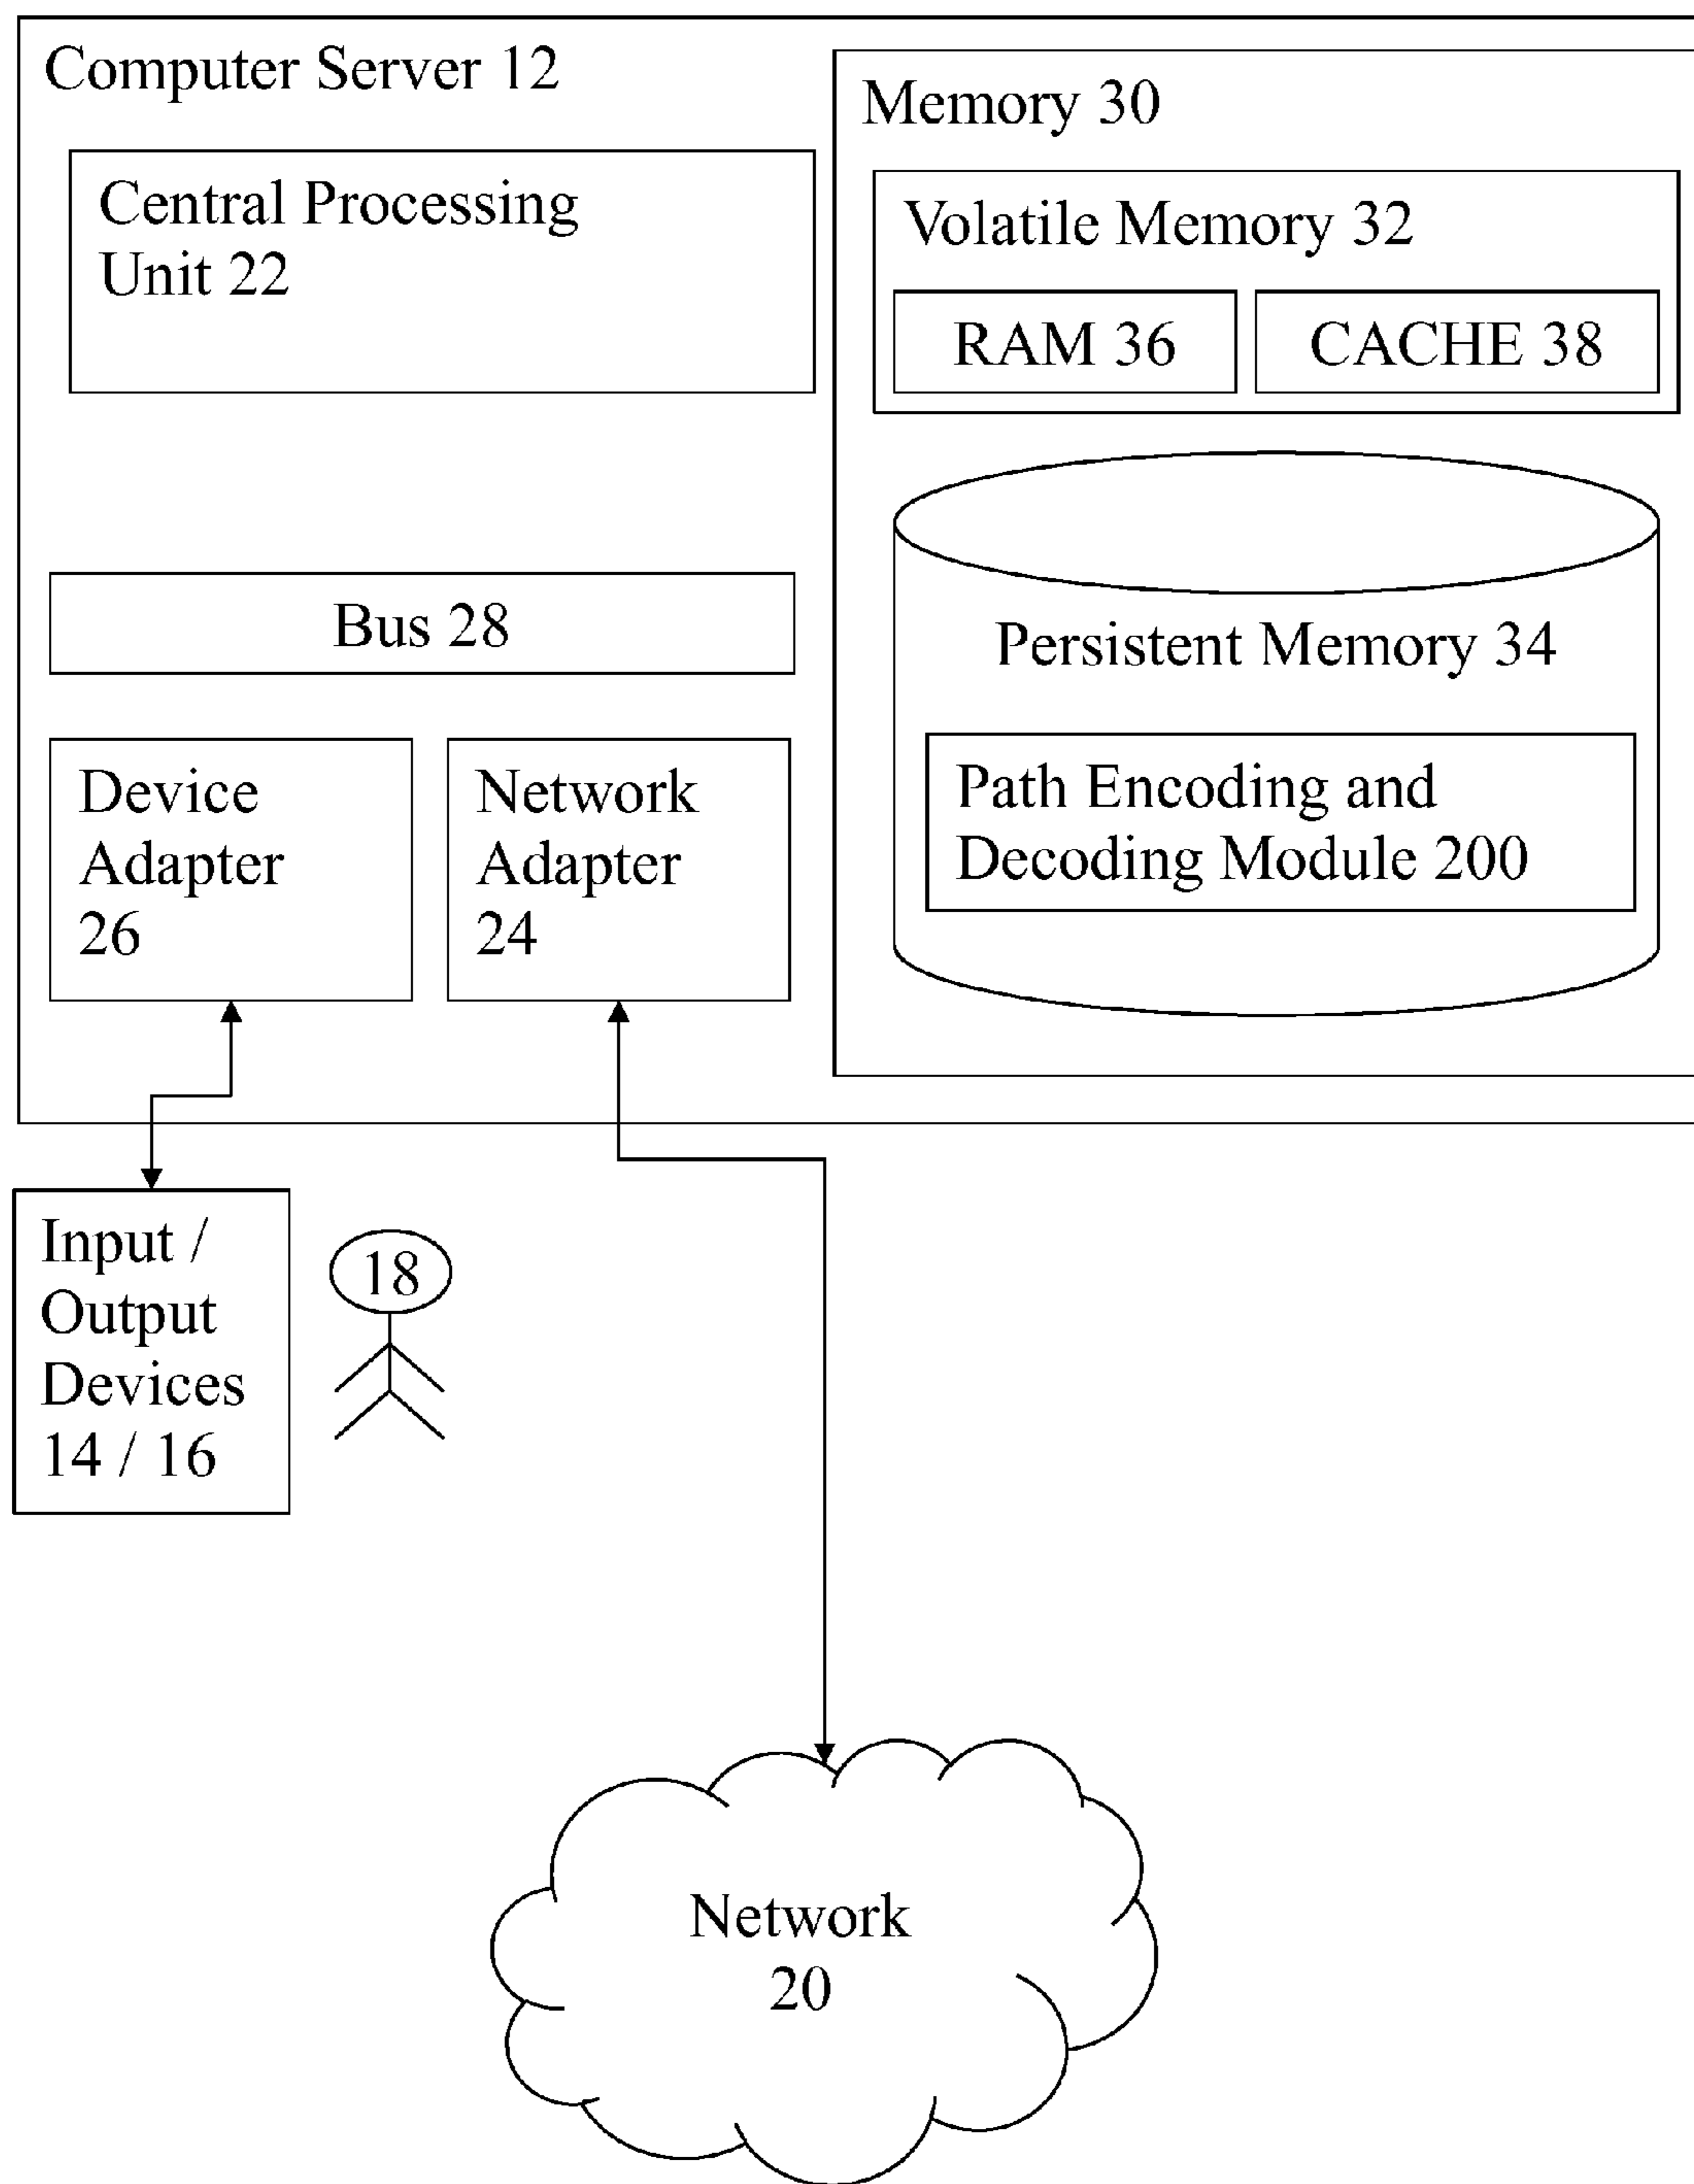 Computer Server 12
Central Processing
Unit 22
Bus 28
Device
Adapter
26
Network
Adapter
24
Memory 30
Volatile Memory 32
RAM 36
CACHE 38
Persistent Memory 34
Path Encoding and
Decoding Module 200
Input /
Output
Devices
14 / 16
18
Network
20